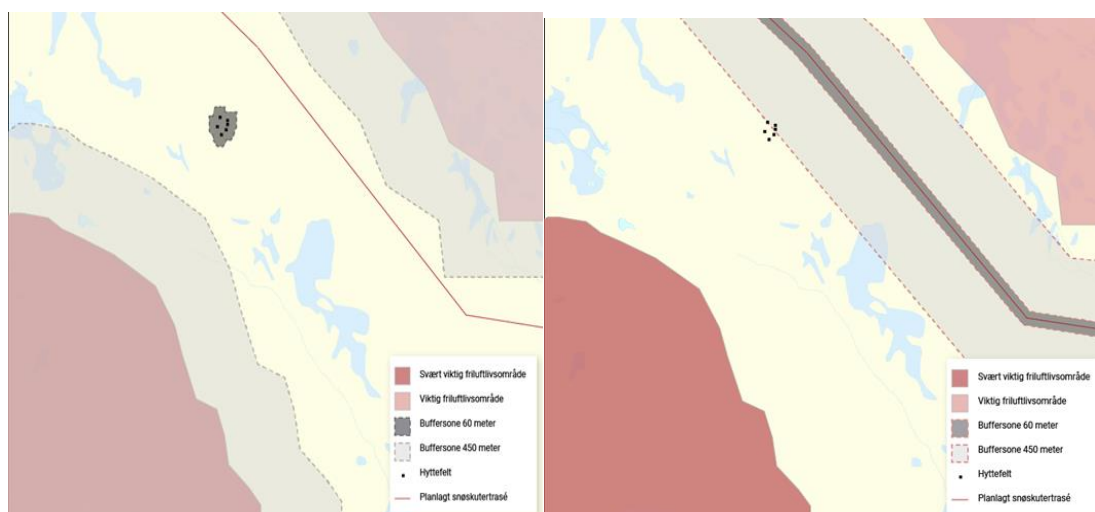 Svært viktig friluftlivsområde
Viktig friluftlivsområde
Buffersone 60 meter
Buffersone 450 meter
Hyttefelt
Planlagt snøskutertrasé
Svært viktig friluftlivsområde
Viktig friluftlivsområde
Buffersone 60 meter
Buffersone 450 meter
Hyttefelt
Planlagt snøskutertrasé